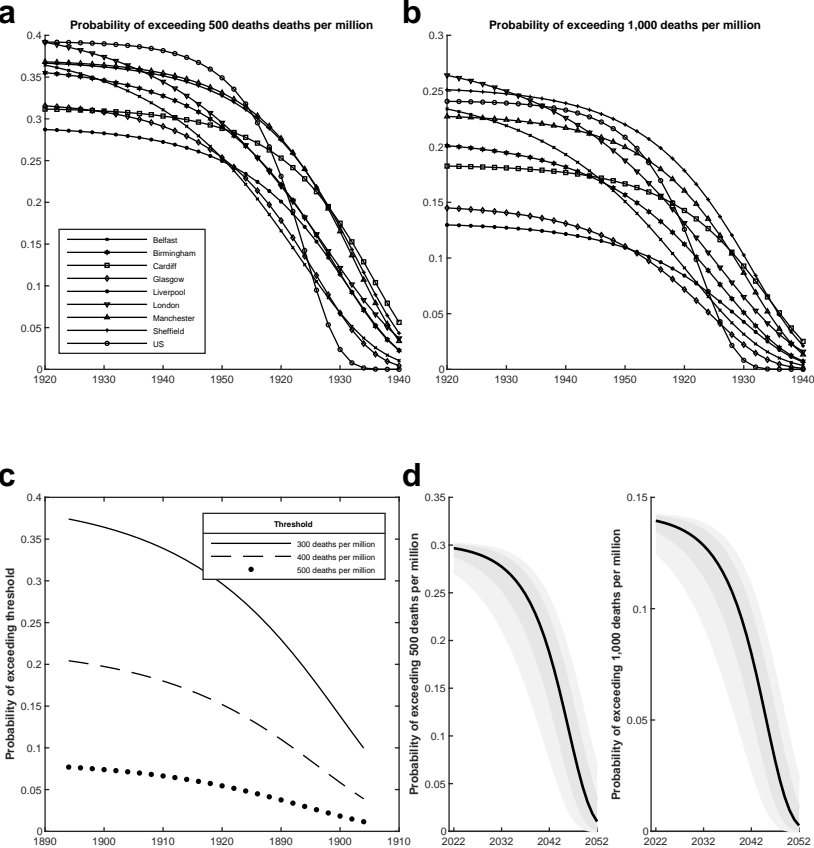 a
Probability of exceeding 500 deaths deaths per million
0.4
0.35
0.3
0.25
0.2
0.15
0.1
0.05
0
1920 1930 1940 1950 1920 1930 1940
Belfast
Birmingham
Cardiff
Glasgow
Liverpool
London
Manchester
Sheffield
US
b
Probability of exceeding 1,000 deaths per million
0.3
0.25
0.2
0.15
0.1
0.05
0
1920 1930 1940 1950 1920 1930 1940
c
Probability of exceeding threshold
0.4
0.35
0.3
0.25
0.2
0.15
0.1
0.05
0
1890 1900 1910 1920 1890 1900 1910
Threshold
300 deaths per million
400 deaths per million
500 deaths per million
d
Probability of exceeding 500 deaths per million
0.35
0.3
0.25
0.2
0.15
0.1
0.05
0
2022 2032 2042 2052
Probability of exceeding 1,000 deaths per million
0.15
0.1
0.05
0
2022 2032 2042 2052